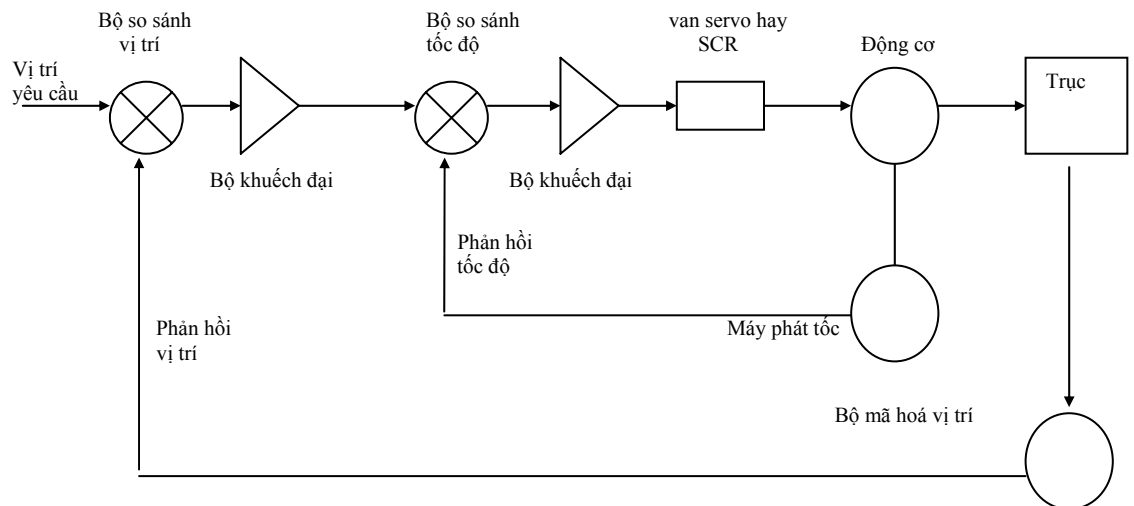 Bộ so sánh
vị trí
Bộ so sánh
tốc độ
van servo hay
SCR
Động cơ
Vị trí
yêu cầu
Trục
Bộ khuếch đại
Bộ khuếch đại
Phản hồi
tốc độ
Phản hồi
vị trí
Máy phát tốc
Bộ mã hoá vị trí